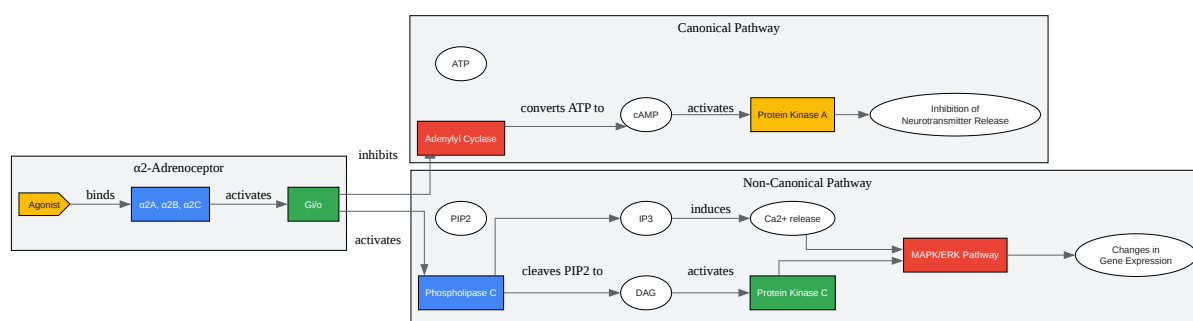 Canonical Pathway
ATP
converts ATP to
cAMP
activates
Protein Kinase A
Inhibition of
Neurotransmitter Release
Adenylyl Cyclase
inhibits
α2-Adrenoceptor
Agonist
binds
α2A, α2B, α2C
activates
Gi/o
activates
Non-Canonical Pathway
PIP2
IP3
induces
Ca2+ release
MAPK/ERK Pathway
Changes in
Gene Expression
Phospholipase C
cleaves PIP2 to
DAG
activates
Protein Kinase C